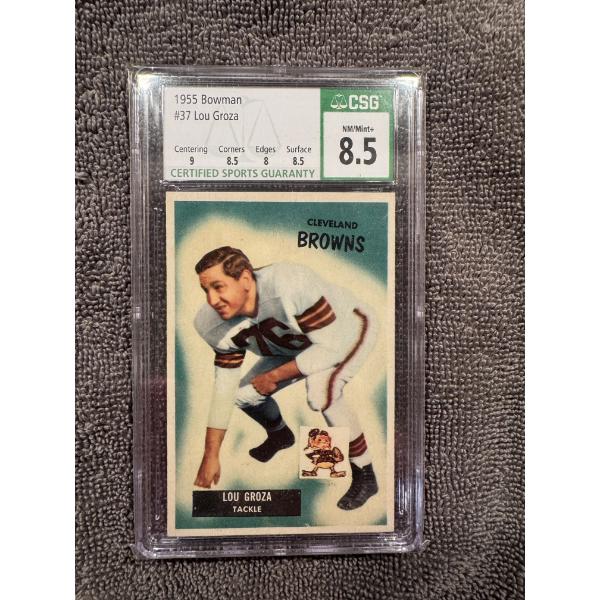 1955 Bowman
#37 Lou Groza
Centering Corners Edges Surface
9 8.5 8 8.5
CERTIFIED SPORTS GUARANTY
CSG
NM/Mint+
8.5
CLEVELAND
BROWNS
76
LOU GROZA
TACKLE